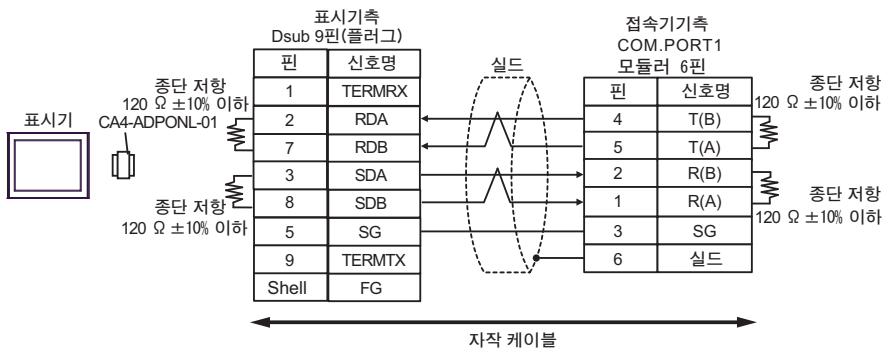 표시기측
Dsub 9핀(플러그)
접속기기측
COM.PORT1
모듈러 6핀
실드
종단 저항
120 Ω ±10% 이하
표시기
CA4-ADPONL-01
종단 저항
120 Ω ±10% 이하
핀 신호명
1 TERMRX
2 RDA
7 RDB
3 SDA
8 SDB
5 SG
9 TERMTX
Shell FG
핀 신호명
4 T(B)
5 T(A)
2 R(B)
1 R(A)
3 SG
6 실드
종단 저항
120 Ω ±10% 이하
종단 저항
120 Ω ±10% 이하
자작 케이블